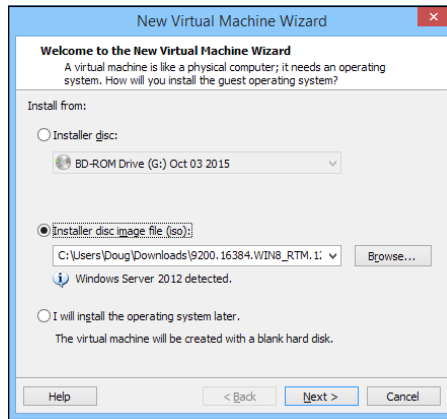 New Virtual Machine Wizard
Welcome to the New Virtual Machine Wizard
A virtual machine is like a physical computer; it needs an operating
system. How will you install the guest operating system?
Install from:
Installer disc:
BD-ROM Drive (G:) Oct 03 2015
Installer disc image file (iso):
C:\Users\Doug\Downloads\9200.16384.WIN8_RTM.12 Browse...
Windows Server 2012 detected.
I will install the operating system later.
The virtual machine will be created with a blank hard disk.
Help < Back Next > Cancel